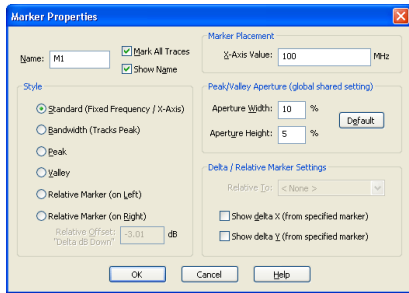 Marker Properties
Name: M1
Mark All Traces
Show Name
Style
Standard (Fixed Frequency / X-Axis)
Bandwidth (Tracks Peak)
Peak
Valley
Relative Marker (on Left)
Relative Marker (on Right)
Relative Offset: -3.01 dB
"Delta dB Down"
Marker Placement
X-Axis Value: 100 MHz
Peak/Valley Aperture (global shared setting)
Aperture Width: 10 %
Default
Aperture Height: 5 %
Delta / Relative Marker Settings
Relative To: < None >
Show delta X (from specified marker)
Show delta Y (from specified marker)
OK Cancel Help